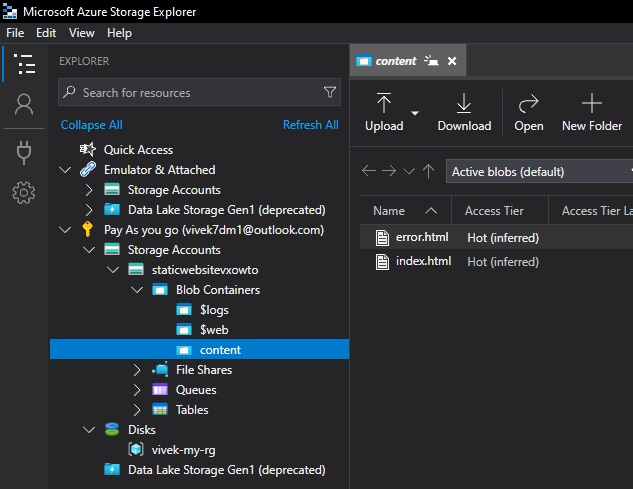 Microsoft Azure Storage Explorer
File Edit View Help
EXPLORER
Search for resources
Collapse All Refresh All
Quick Access
Emulator & Attached
Storage Accounts
Data Lake Storage Gen1 (deprecated)
Pay As you go (vivek7dm1@outlook.com)
Storage Accounts
staticwebsitevxowto
Blob Containers
$logs
$web
content
File Shares
Queues
Tables
Disks
vivek-my-rg
Data Lake Storage Gen1 (deprecated)
content
Upload Download Open New Folder
Active blobs (default)
Name Access Tier Access Tier La
error.html Hot (inferred)
index.html Hot (inferred)